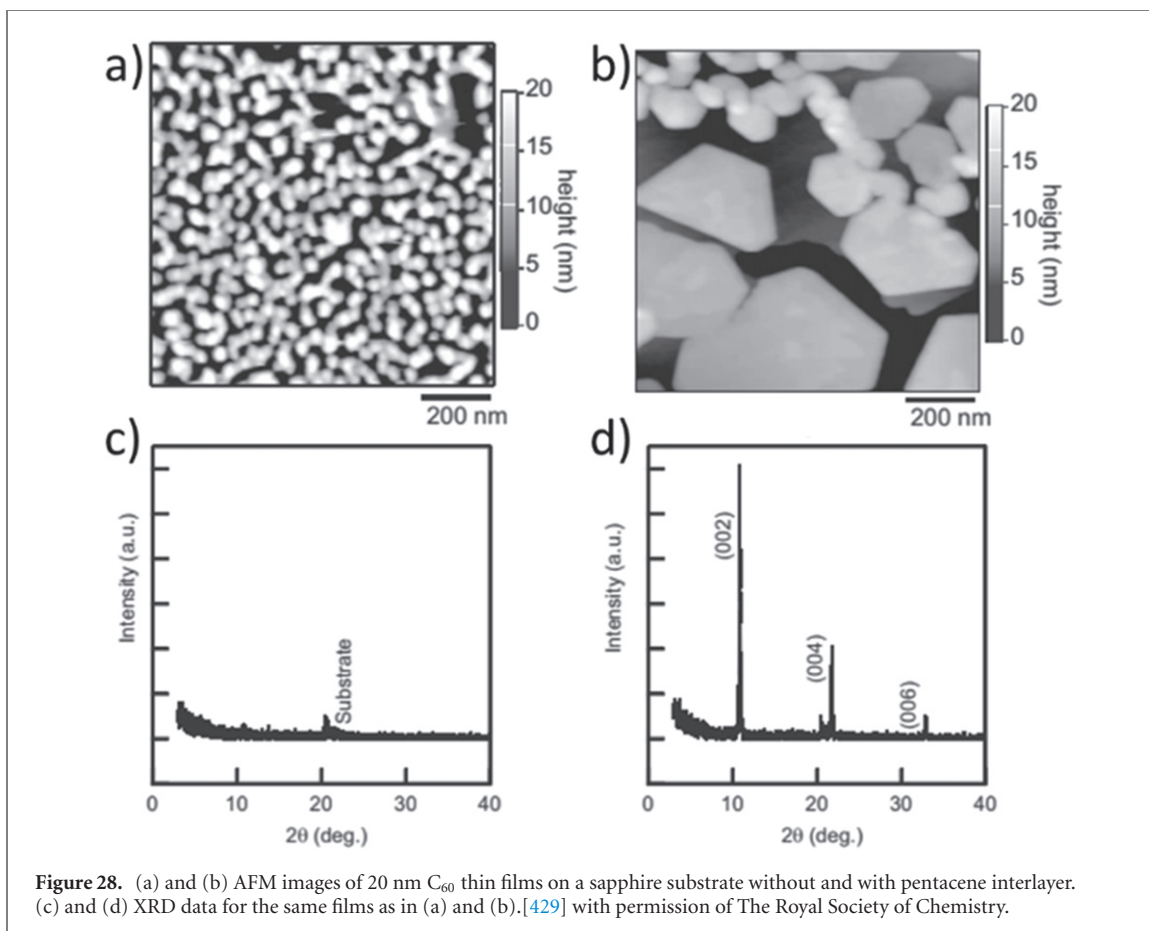 a)
20
15
10
5
0
height (nm)
200 nm
b)
20
15
10
5
0
height (nm)
200 nm
c)
Intensity (a.u.)
Substrate
0 10 20 30 40
2θ (deg.)
d)
Intensity (a.u.)
(002)
(004)
(006)
0 10 20 30 40
2θ (deg.)
Figure 28. (a) and (b) AFM images of 20 nm C₆₀ thin films on a sapphire substrate without and with pentacene interlayer.
(c) and (d) XRD data for the same films as in (a) and (b).[429] with permission of The Royal Society of Chemistry.